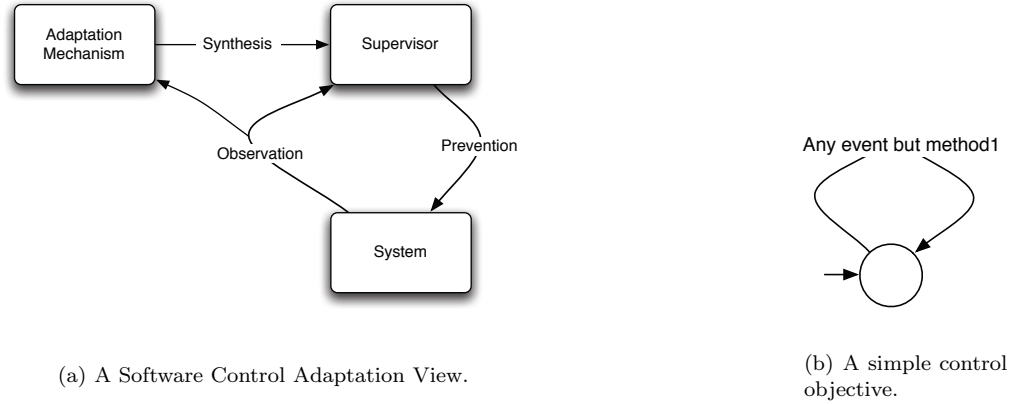 Adaptation
Mechanism
Synthesis
Supervisor
Observation
Prevention
System
(a) A Software Control Adaptation View.
Any event but method1
(b) A simple control
objective.